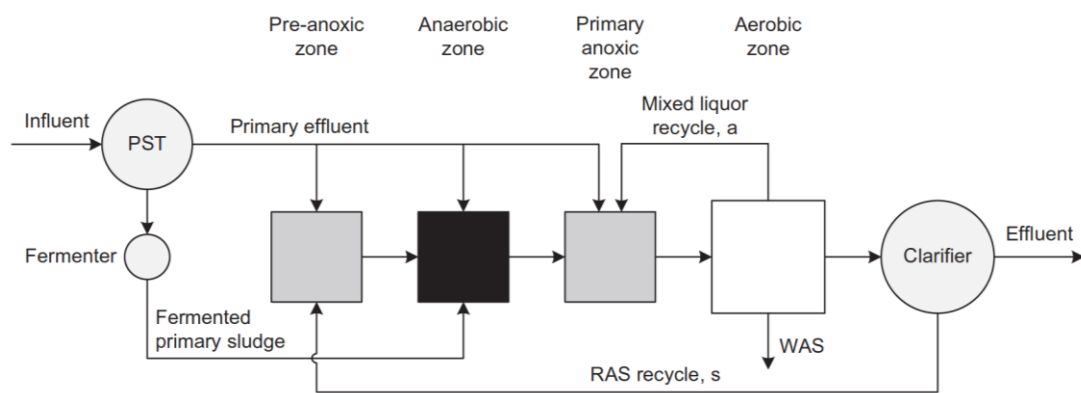 Pre-anoxic
zone
Anaerobic
zone
Primary
anoxic
zone
Aerobic
zone
Influent
PST
Primary effluent
Mixed liquor
recycle, a
Fermenter
Clarifier
Effluent
Fermented
primary sludge
WAS
RAS recycle, s